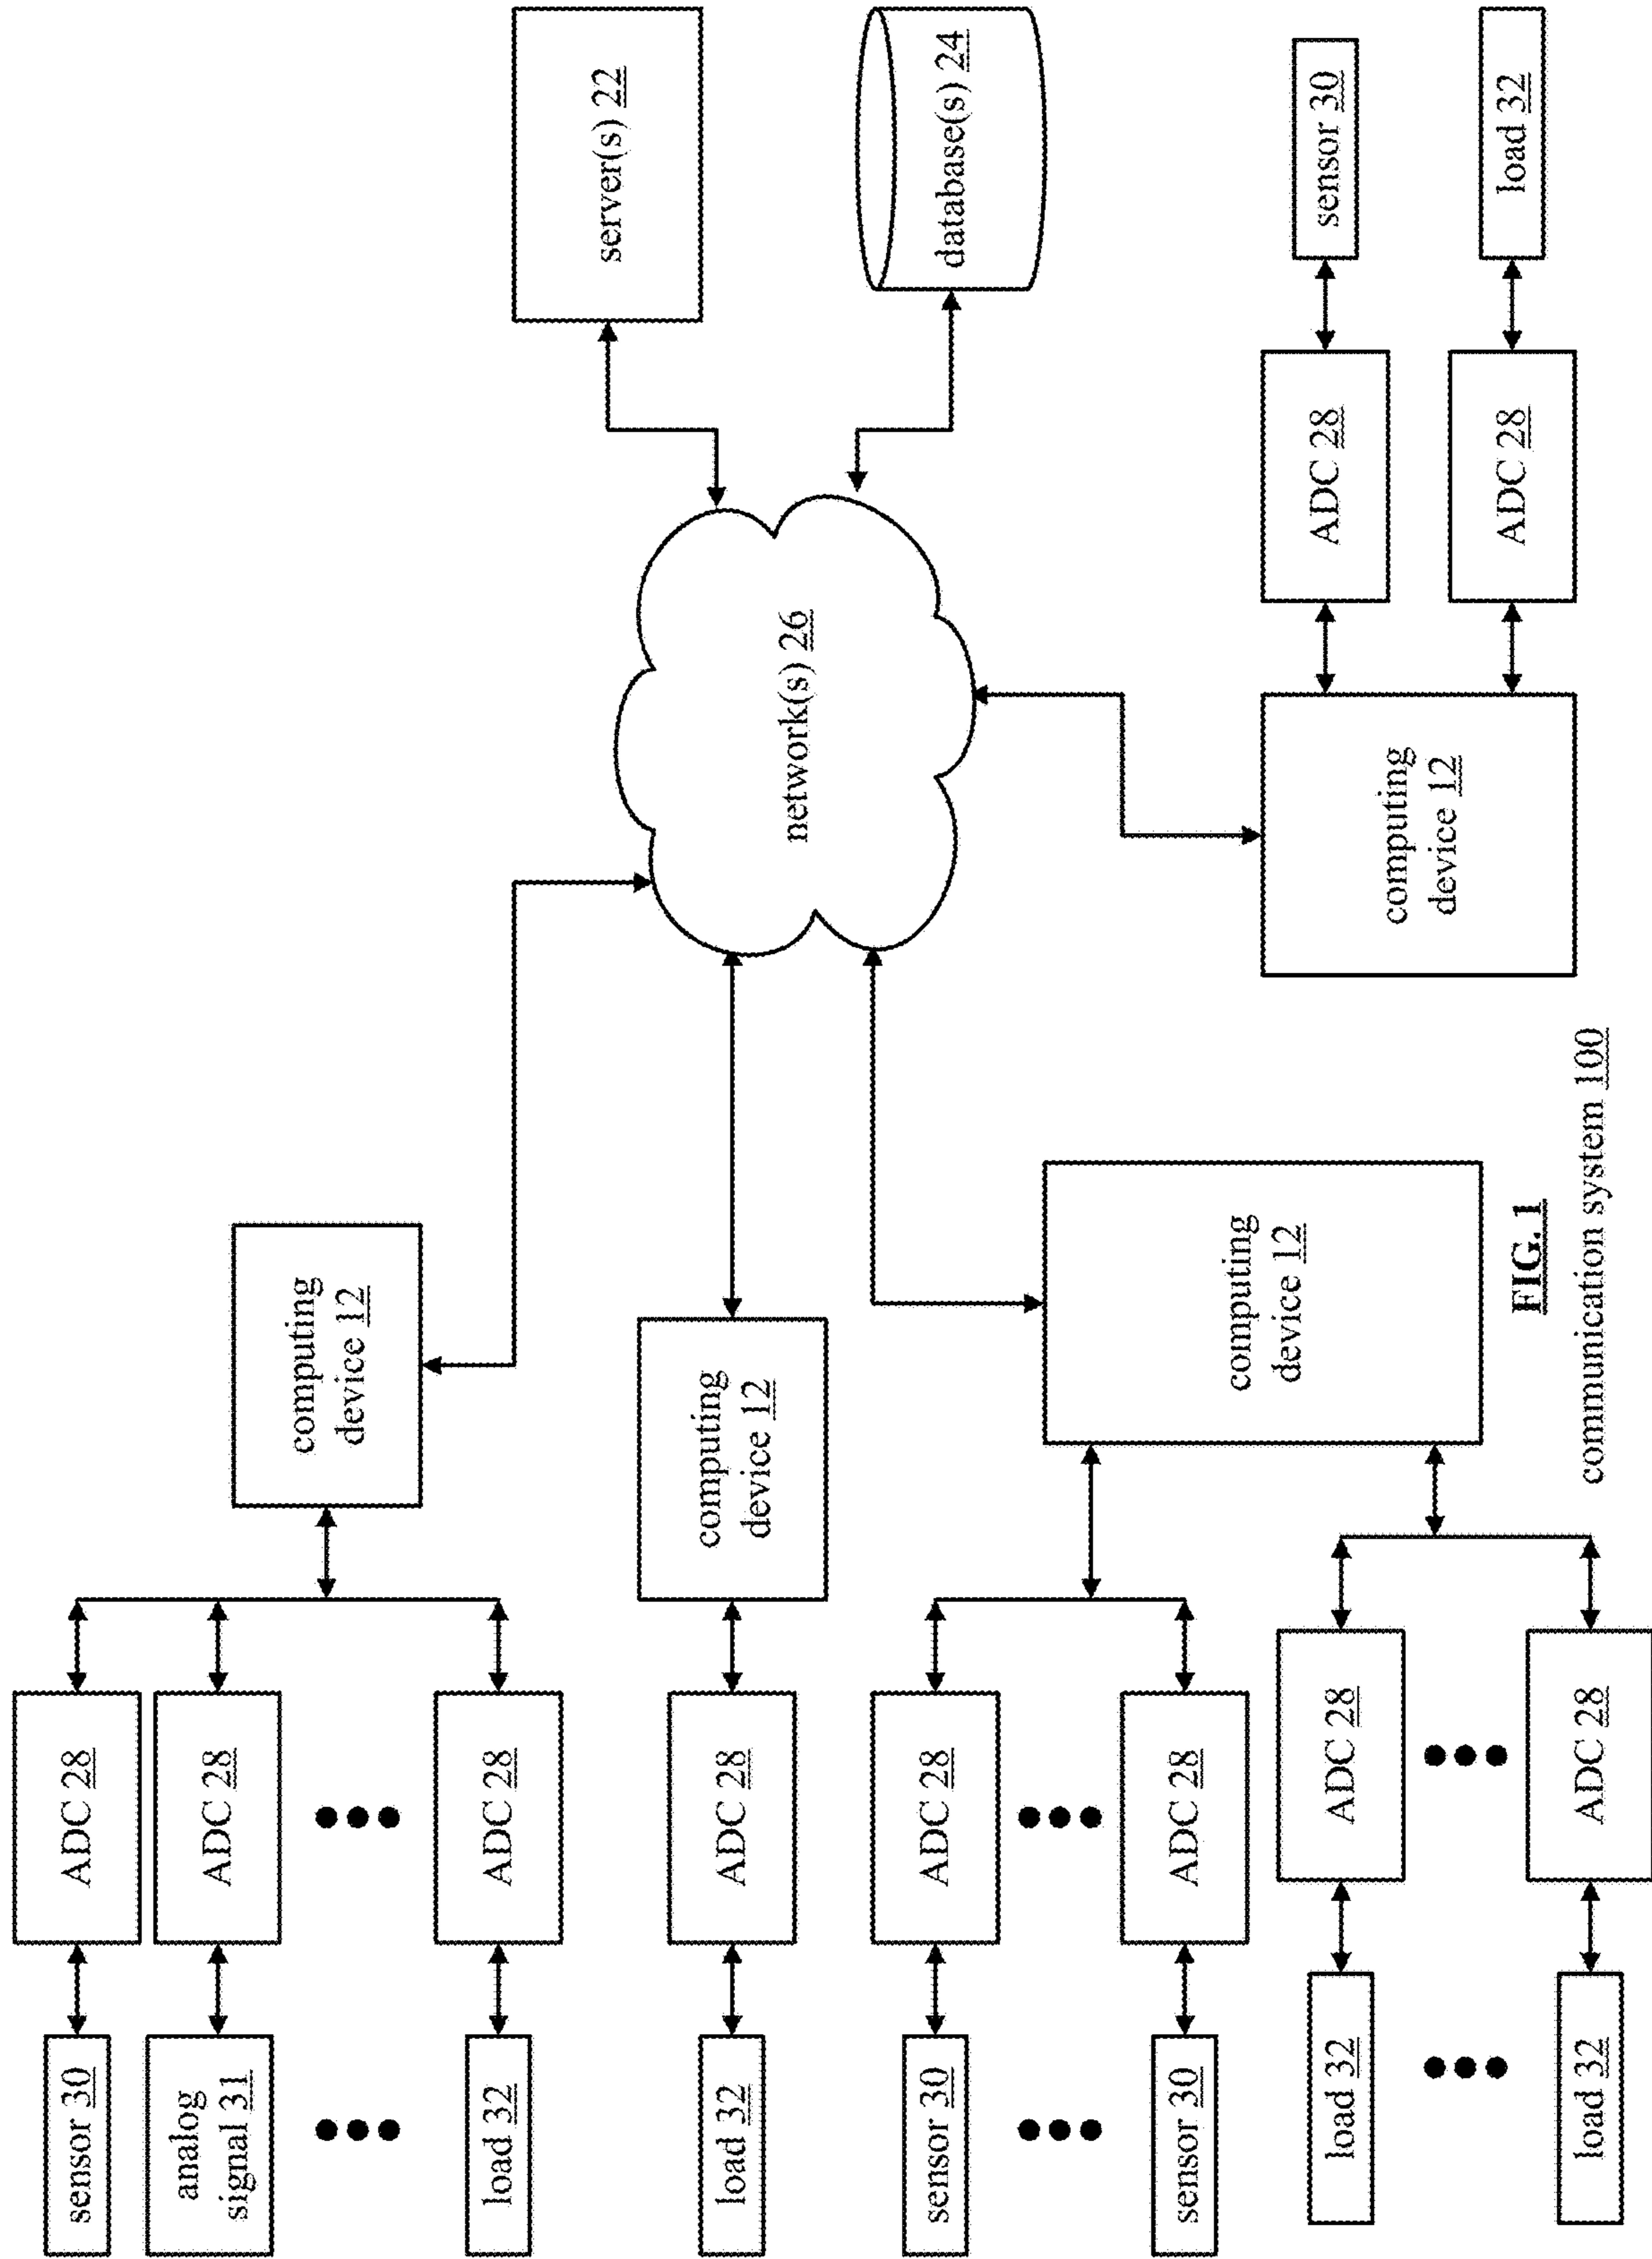 sensor 30
ADC 28
analog
signal 31
ADC 28
computing
device 12
load 32
ADC 28
server(s) 22
load 32
ADC 28
computing
device 12
network(s) 26
database(s) 24
sensor 30
ADC 28
sensor 30
ADC 28
computing
device 12
load 32
ADC 28
load 32
ADC 28
computing
device 12
ADC 28
sensor 30
ADC 28
load 32
FIG. 1
communication system 100